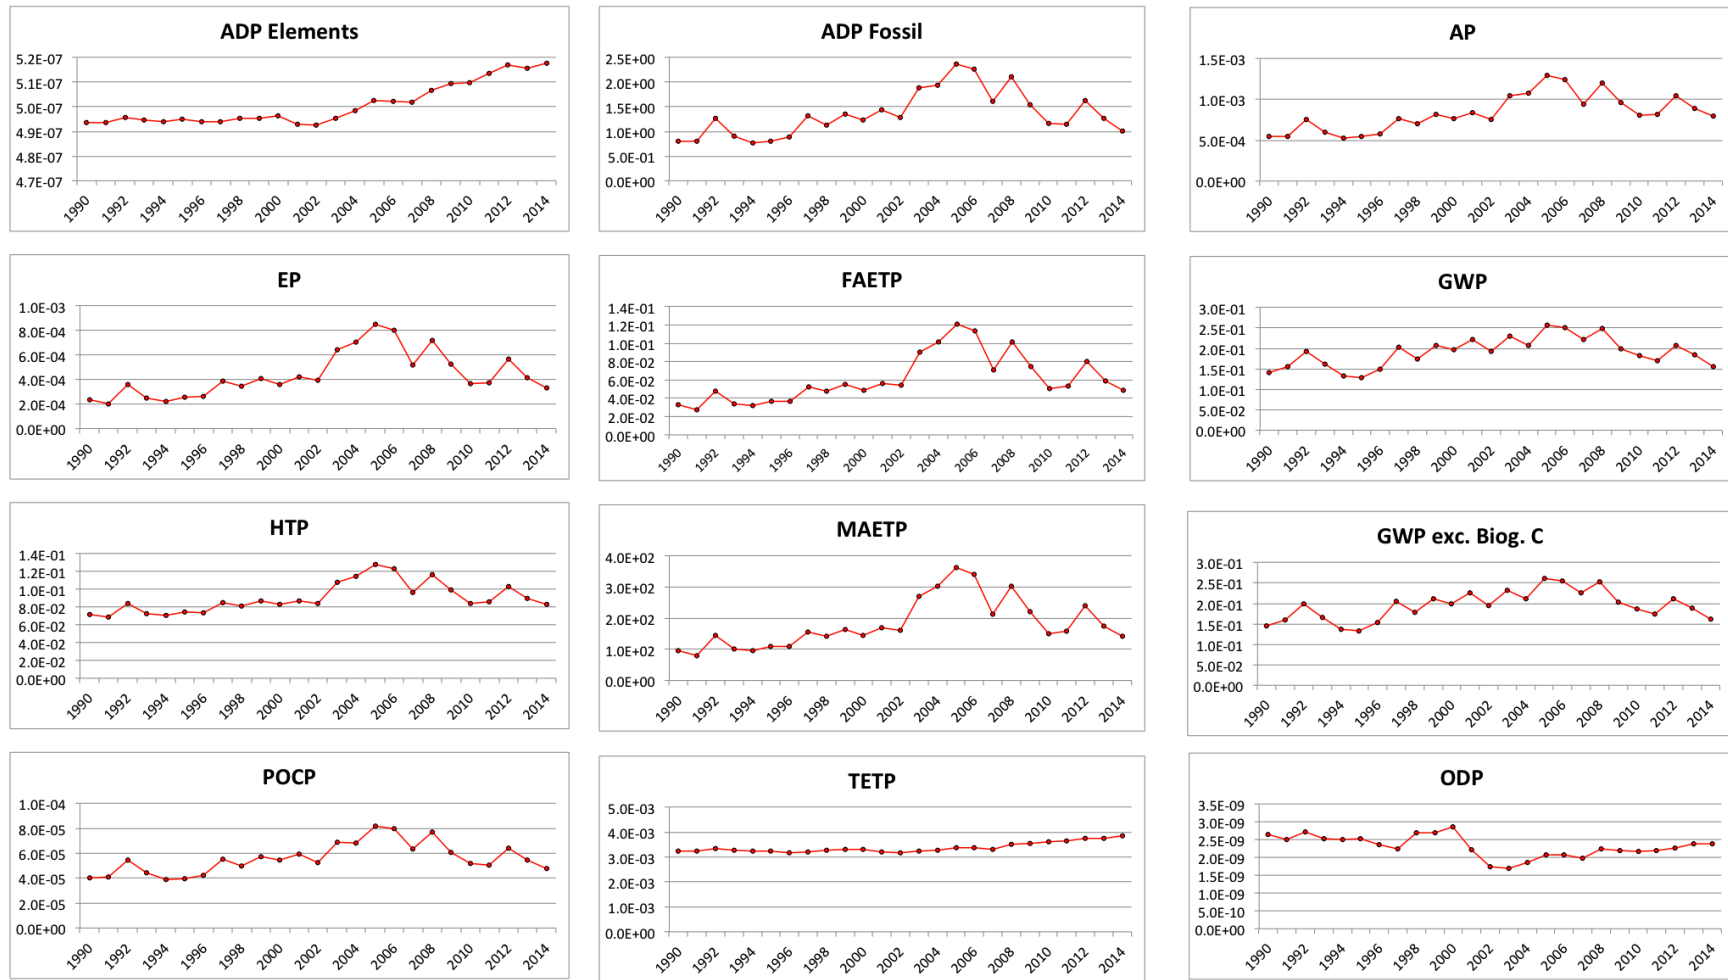 ADP Elements
5.2E-07
5.1E-07
5.0E-07
4.9E-07
4.8E-07
4.7E-07
1990 1992 1994 1996 1998 2000 2002 2004 2006 2008 2010 2012 2014
ADP Fossil
2.5E+00
2.0E+00
1.5E+00
1.0E+00
5.0E-01
0.0E+00
1990 1992 1994 1996 1998 2000 2002 2004 2006 2008 2010 2012 2014
AP
1.5E-03
1.0E-03
5.0E-04
0.0E+00
1990 1992 1994 1996 1998 2000 2002 2004 2006 2008 2010 2012 2014
EP
1.0E-03
8.0E-04
6.0E-04
4.0E-04
2.0E-04
0.0E+00
1990 1992 1994 1996 1998 2000 2002 2004 2006 2008 2010 2012 2014
FAETP
1.4E-01
1.2E-01
1.0E-01
8.0E-02
6.0E-02
4.0E-02
2.0E-02
0.0E+00
1990 1992 1994 1996 1998 2000 2002 2004 2006 2008 2010 2012 2014
GWP
3.0E-01
2.5E-01
2.0E-01
1.5E-01
1.0E-01
5.0E-02
0.0E+00
1990 1992 1994 1996 1998 2000 2002 2004 2006 2008 2010 2012 2014
HTP
1.4E-01
1.2E-01
1.0E-01
8.0E-02
6.0E-02
4.0E-02
2.0E-02
0.0E+00
1990 1992 1994 1996 1998 2000 2002 2004 2006 2008 2010 2012 2014
MAETP
4.0E+02
3.0E+02
2.0E+02
1.0E+02
0.0E+00
1990 1992 1994 1996 1998 2000 2002 2004 2006 2008 2010 2012 2014
GWP exc. Biog. C
3.0E-01
2.5E-01
2.0E-01
1.5E-01
1.0E-01
5.0E-02
0.0E+00
1990 1992 1994 1996 1998 2000 2002 2004 2006 2008 2010 2012 2014
POCP
1.0E-04
8.0E-05
6.0E-05
4.0E-05
2.0E-05
0.0E+00
1990 1992 1994 1996 1998 2000 2002 2004 2006 2008 2010 2012 2014
TETP
5.0E-03
4.0E-03
3.0E-03
2.0E-03
1.0E-03
0.0E+00
1990 1992 1994 1996 1998 2000 2002 2004 2006 2008 2010 2012 2014
ODP
3.5E-09
3.0E-09
2.5E-09
2.0E-09
1.5E-09
1.0E-09
5.0E-10
0.0E+00
1990 1992 1994 1996 1998 2000 2002 2004 2006 2008 2010 2012 2014